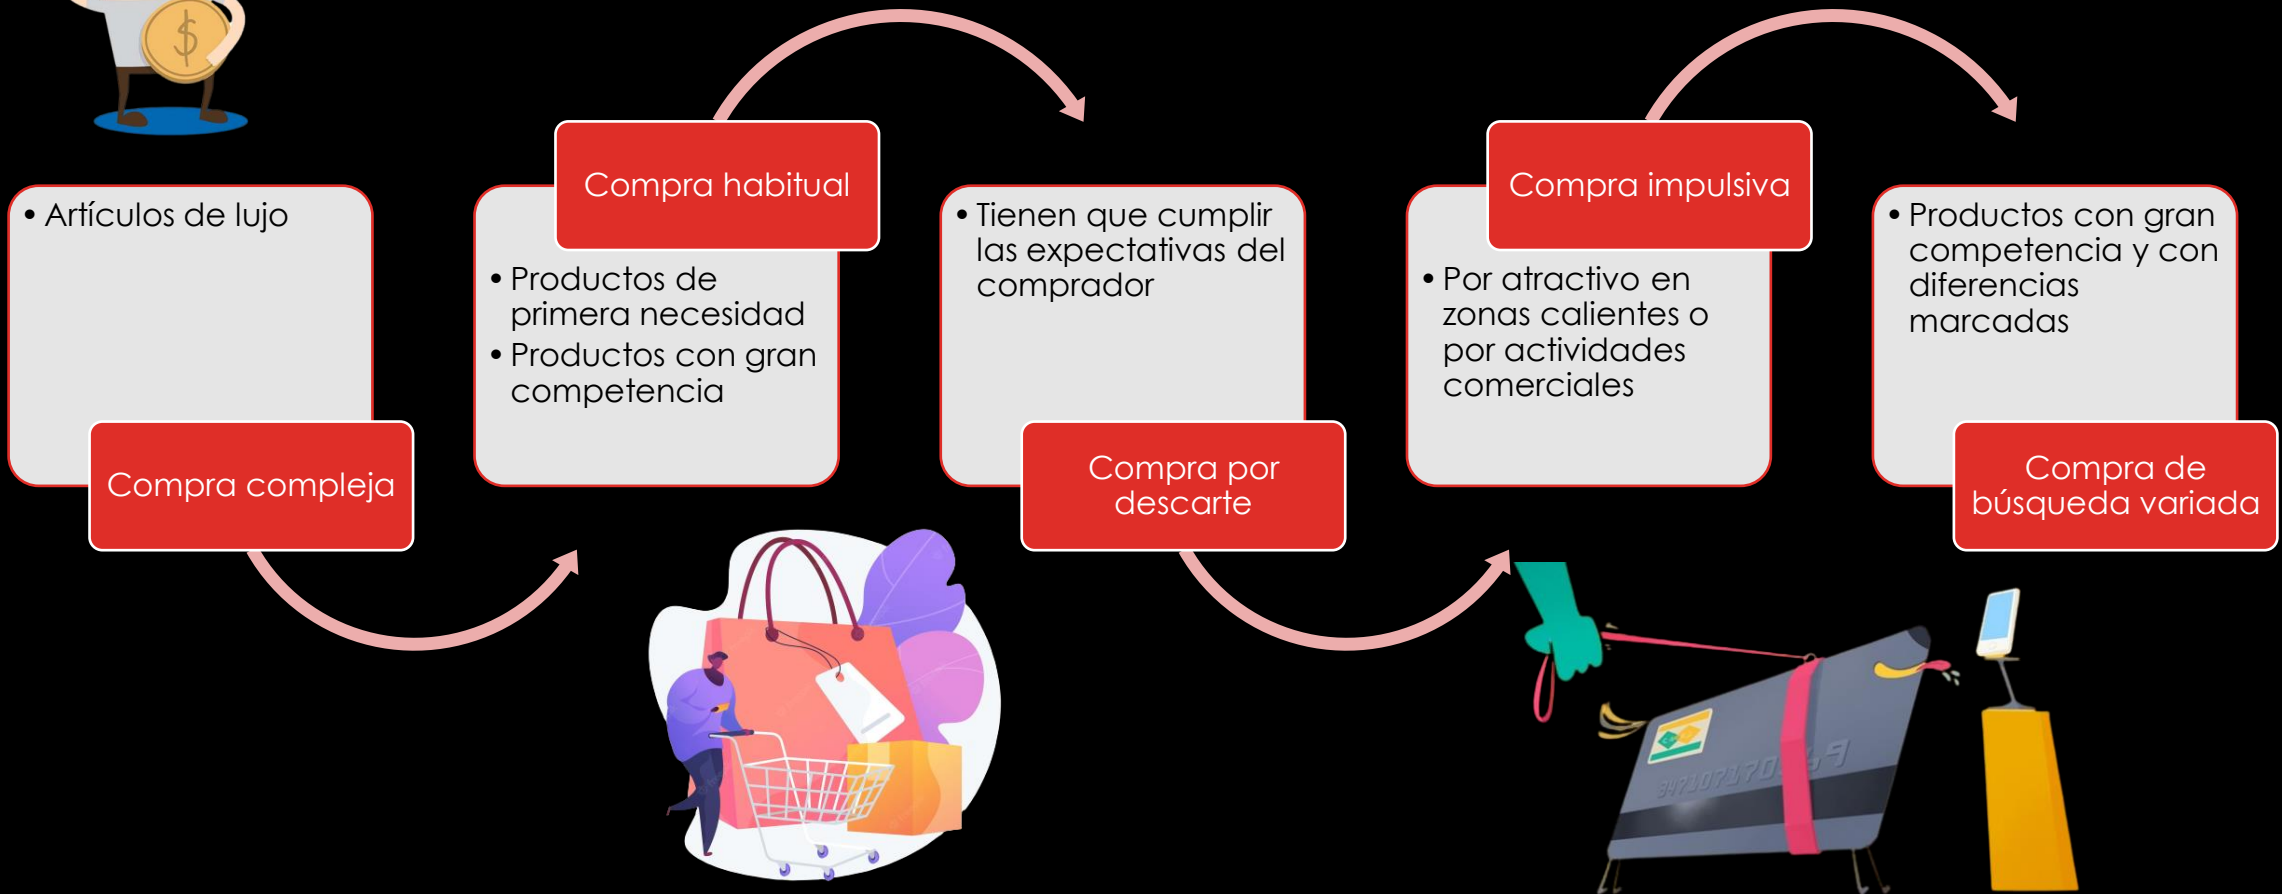 • Artículos de lujo
Compra compleja
Compra habitual
• Productos de
primera necesidad
• Productos con gran
competencia
• Tienen que cumplir
las expectativas del
comprador
Compra por
descarte
Compra impulsiva
• Por atractivo en
zonas calientes o
por actividades
comerciales
• Productos con gran
competencia y con
diferencias
marcadas
Compra de
búsqueda variada
$